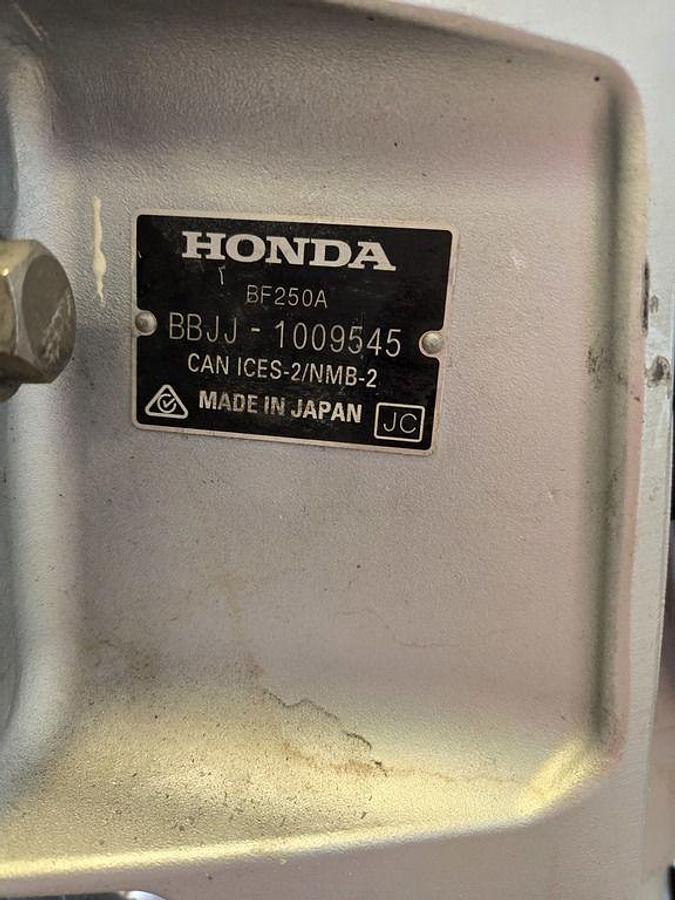 HONDA
BF250A
BBJJ - 1009545
CAN ICES-2/NMB-2
MADE IN JAPAN JC